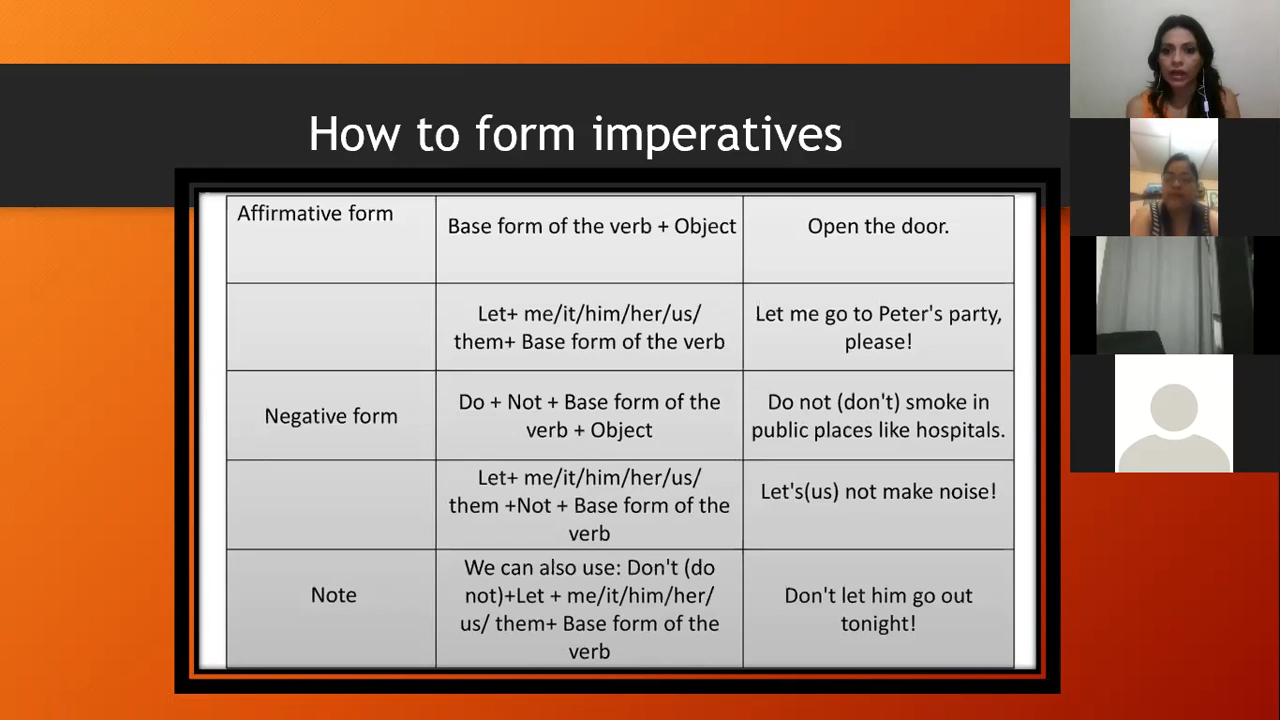 How to form imperatives
Affirmative form
Base form of the verb + Object
Open the door.
Let+ me/it/him/her/us/
them+ Base form of the verb
Let me go to Peter's party,
please!
Negative form
Do + Not + Base form of the
verb + Object
Do not (don't) smoke in
public places like hospitals.
Let+ me/it/him/her/us/
them +Not + Base form of the
verb
Let's(us) not make noise!
Note
We can also use: Don't (do
not)+Let + me/it/him/her/
us/ them+ Base form of the
verb
Don't let him go out
tonight!